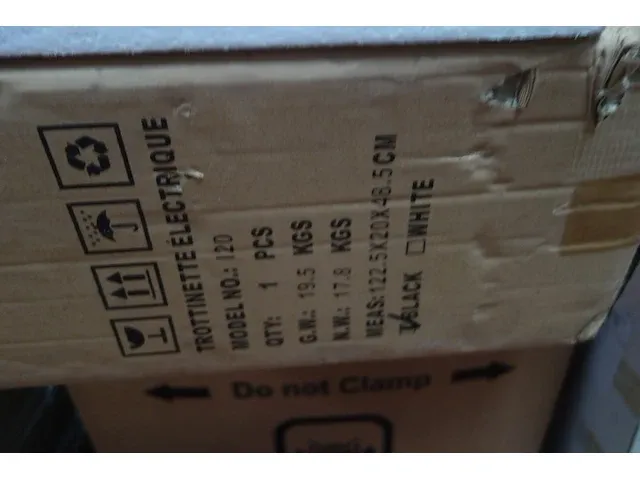 TROTTINETTE ÉLECTRIQUE
MODEL NO.: 120
QTY: 1 PCS
G.W.: 19.5 KGS
N.W.: 17.8 KGS
MEAS:122.5X20X48.5CM
BLACK WHITE
Do not Clamp